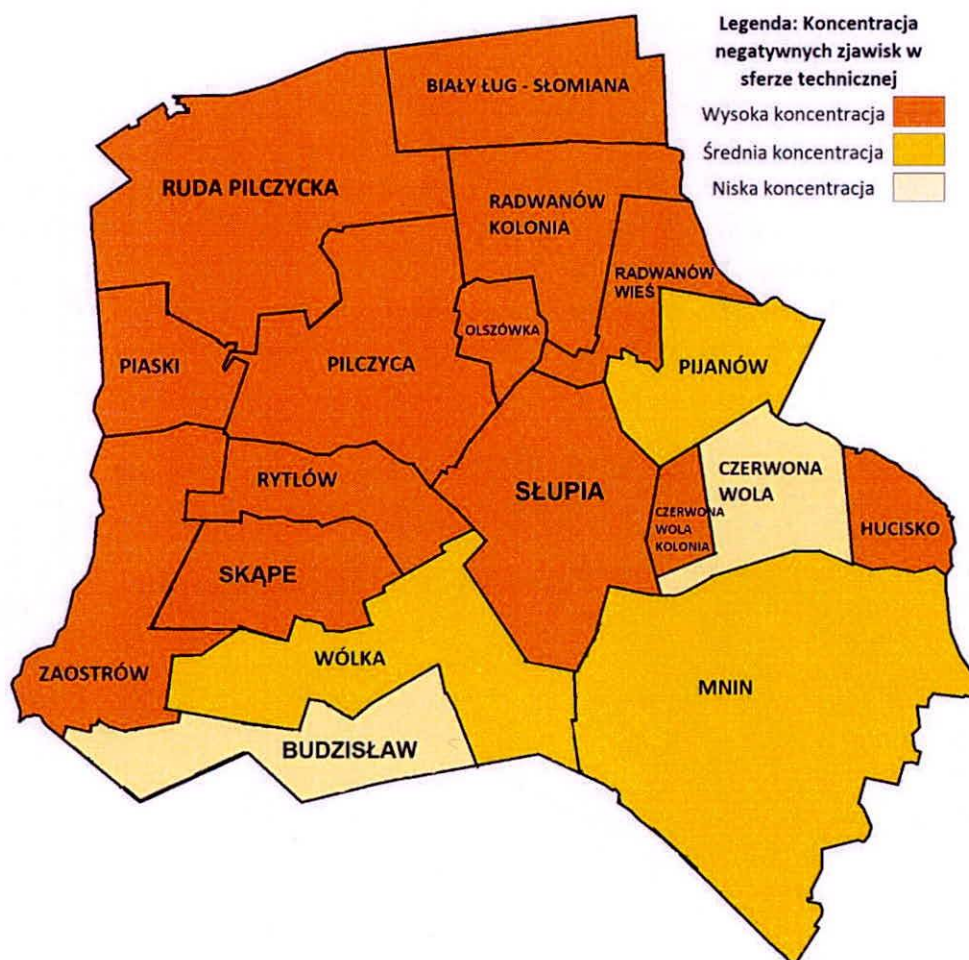 Legenda: Koncentracja
negatywnych zjawisk w
sferze technicznej
Wysoka koncentracja
Średnia koncentracja
Niska koncentracja
BIAŁY ŁUG - SŁOMIANA
RUDA PILCZYCKA
RADWANÓW
KOLONIA
RADWANÓW
WIEŚ
OLSZÓWKA
PIASKI
PILCZYCA
PIJANÓW
RYTLÓW
SŁUPIA
CZERWONA
WOLA
CZERWONA
WOLA
KOLONIA
HUCISKO
SKĄPE
ZAOSTRÓW
WÓLKA
MNIN
BUDZISŁAW